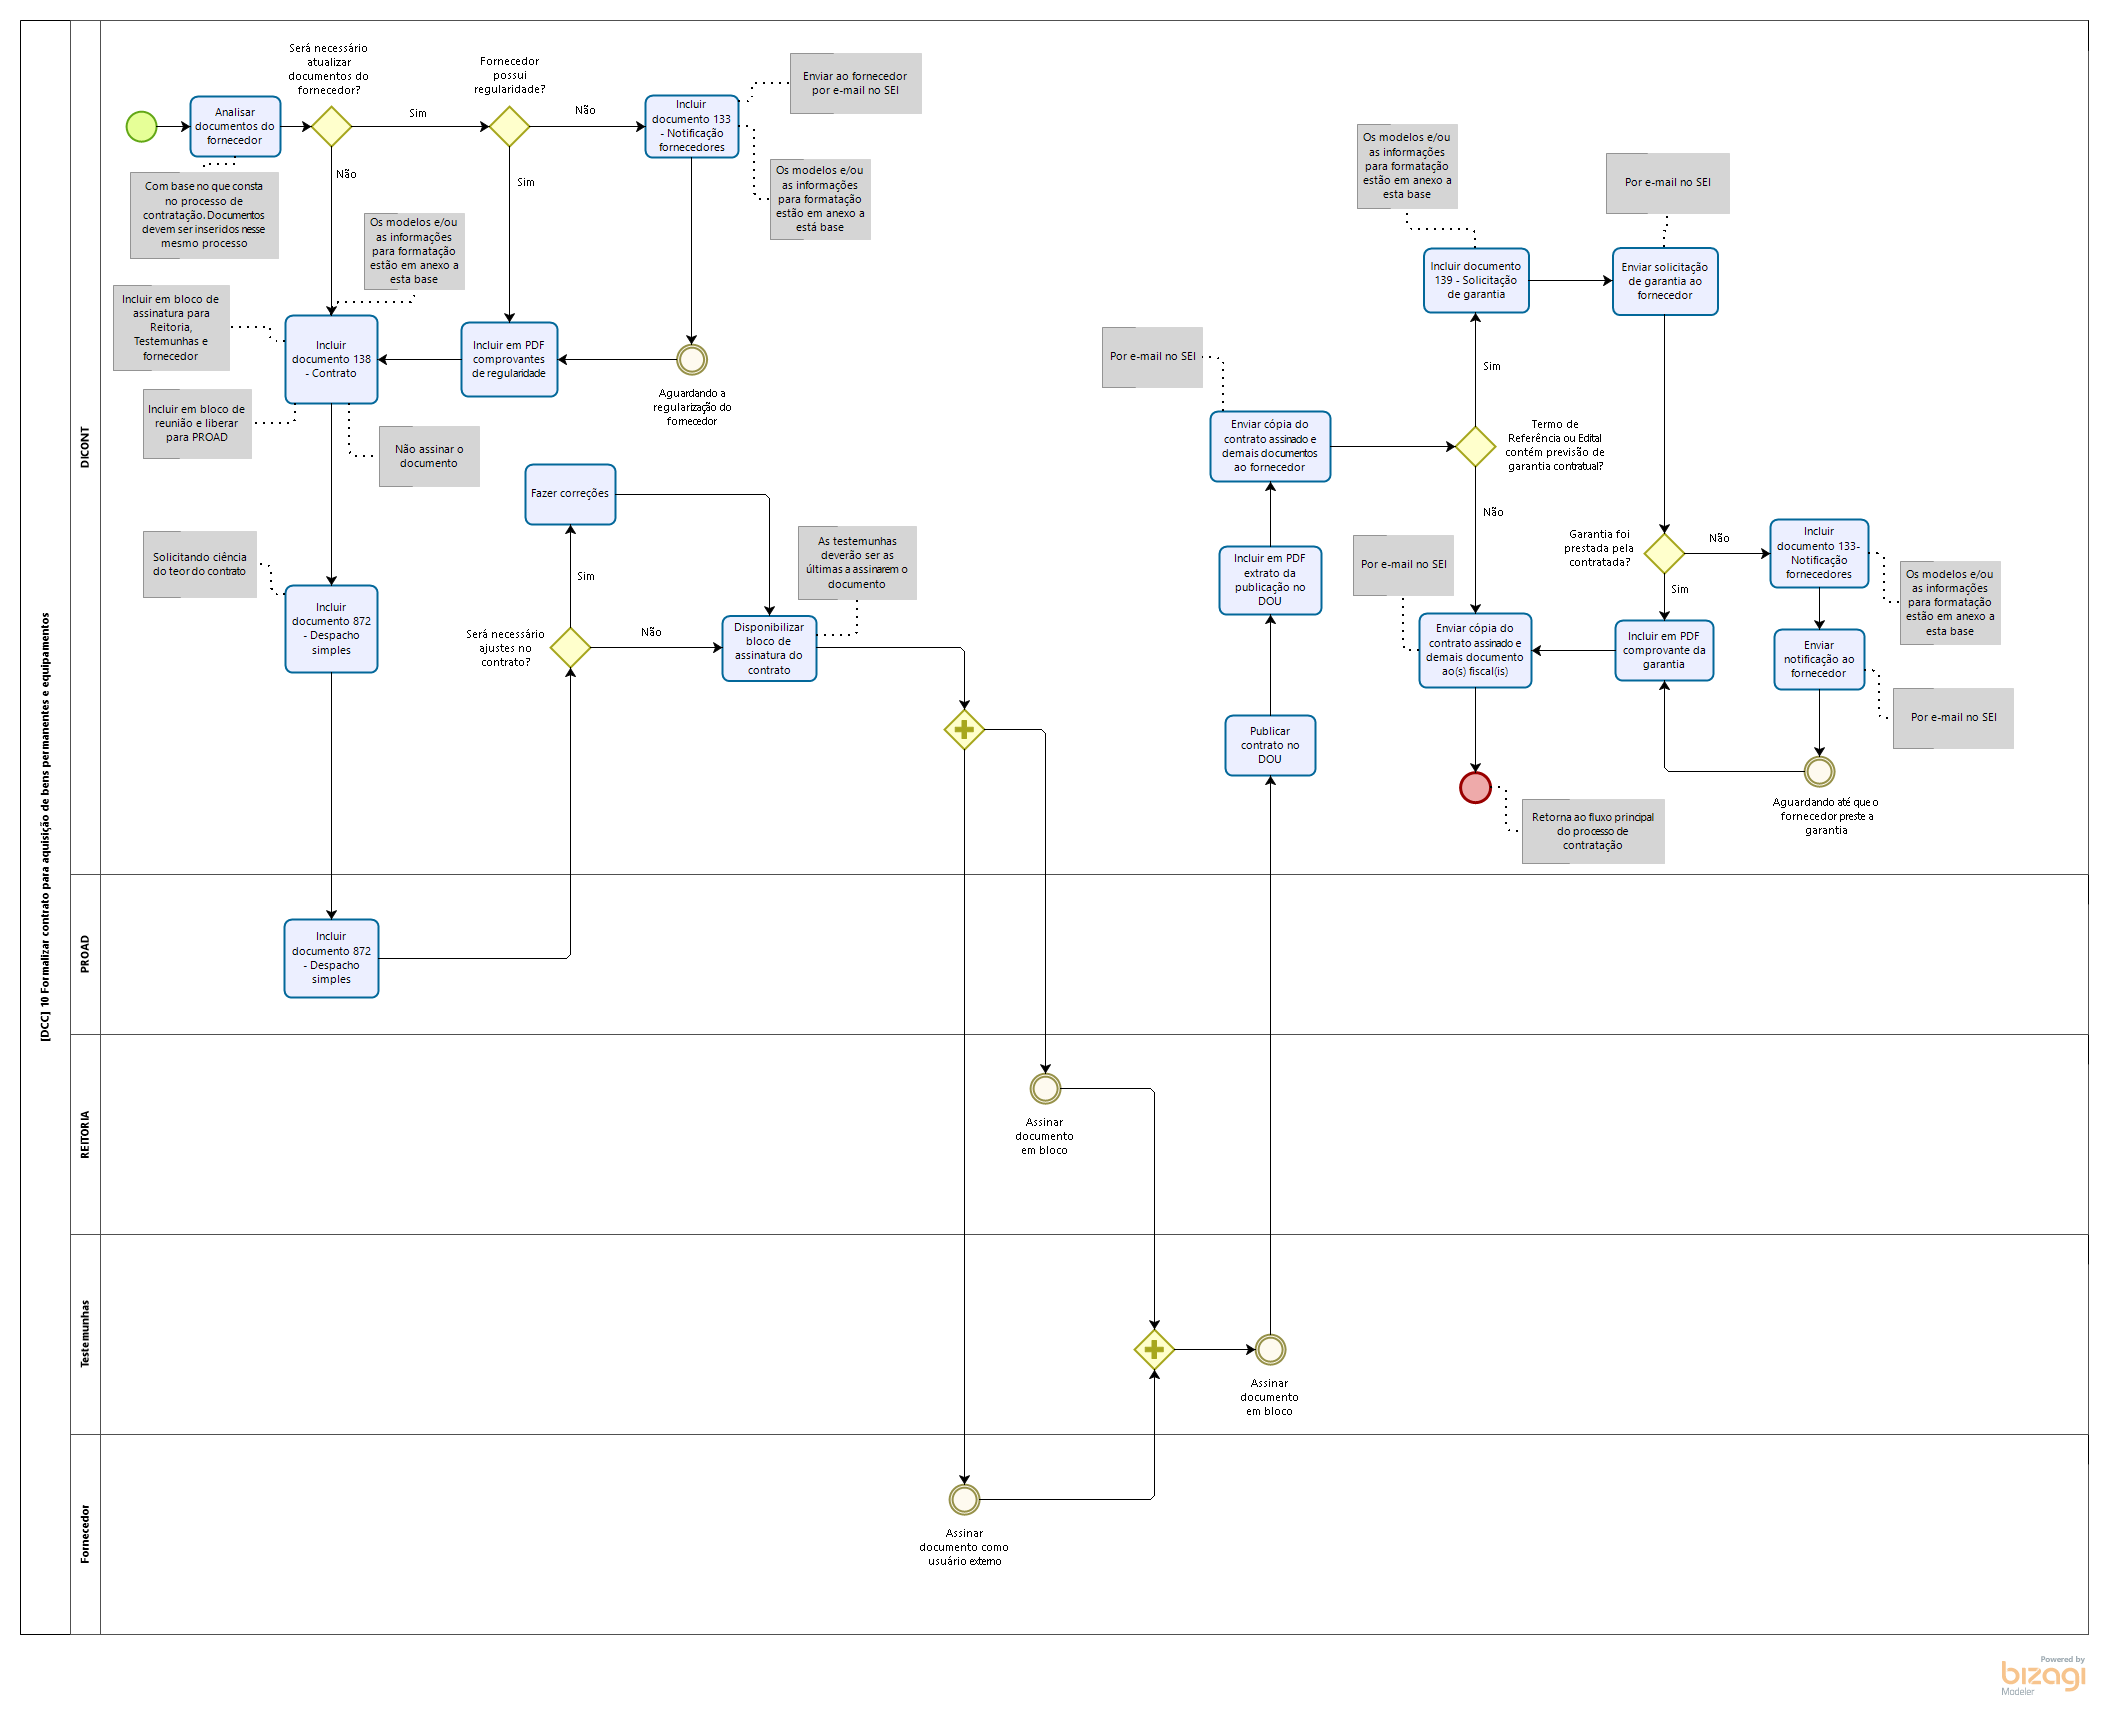 [DCC] 10 Formalizar contrato para aquisição de bens permanentes e equipamentos
DICONT
Analisar
documentos do
fornecedor
Com base no que consta
no processo de
contratação. Documentos
devem ser inseridos nesse
mesmo processo
Será necessário
atualizar
documentos do
fornecedor?
Sim
Não
Fornecedor
possui
regularidade?
Não
Sim
Incluir
documento 133
- Notificação
fornecedores
Enviar ao fornecedor
por e-mail no SEI
Os modelos e/ou
as informações
para formatação
estão em anexo a
está base
Os modelos e/ou
as informações
para formatação
estão em anexo a
esta base
Incluir em bloco de
assinatura para
Reitoria,
Testemunhas e
fornecedor
Incluir
documento 138
- Contrato
Incluir em PDF
comprovantes
de regularidade
Aguardando a
regularização do
fornecedor
Incluir em bloco de
reunião e liberar
para PROAD
Não assinar o
documento
Solicitando ciência
do teor do contrato
Incluir
documento 872
- Despacho
simples
Fazer correções
Sim
Será necessário
ajustes no
contrato?
Não
Disponibilizar
bloco de
assinatura do
contrato
As testemunhas
deverão ser as
últimas a assinarem o
documento
Por e-mail no SEI
Enviar cópia do
contrato assinado e
demais documentos
ao fornecedor
Incluir em PDF
extrato da
publicação no
DOU
Publicar
contrato no
DOU
Os modelos e/ou
as informações
para formatação
estão em anexo a
esta base
Incluir documento
139 - Solicitação
de garantia
Por e-mail no SEI
Enviar solicitação
de garantia ao
fornecedor
Sim
Termo de
Referência ou Edital
contém previsão de
garantia contratual?
Não
Por e-mail no SEI
Enviar cópia do
contrato assinado e
demais documento
ao(s) fiscal(is)
Garantia foi
prestada pela
contratada?
Não
Sim
Incluir em PDF
comprovante da
garantia
Incluir
documento 133-
Notificação
fornecedores
Os modelos e/ou
as informações
para formatação
estão em anexo a
esta base
Enviar
notificação ao
fornecedor
Por e-mail no SEI
Aguardando até que o
fornecedor preste a
garantia
Retorna ao fluxo principal
do processo de
contratação
PROAD
Incluir
documento 872
- Despacho
simples
REITORIA
Assinar
documento
em bloco
Testemunhas
Assinar
documento
em bloco
Fornecedor
Assinar
documento como
usuário externo
Powered by
bizagi
Modeler